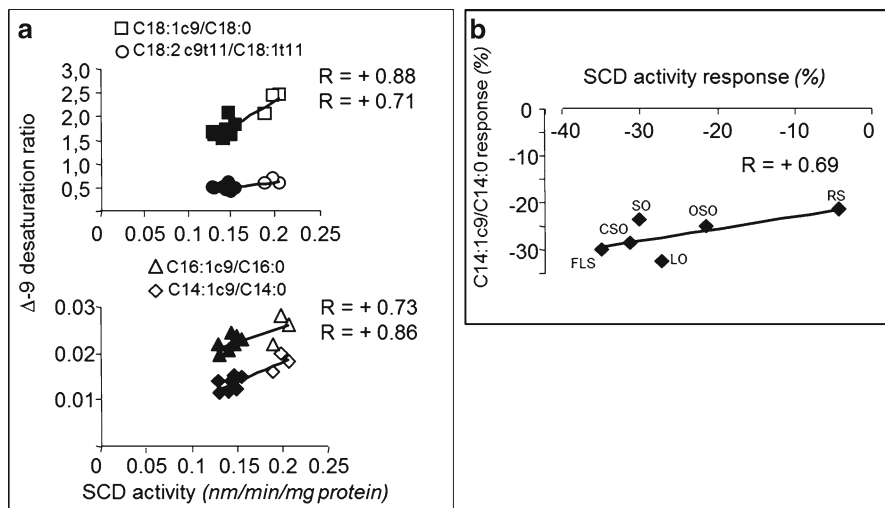 a
C18:1c9/C18:0
C18:2 c9t11/C18:1t11
3,0
2,5
2,0
1,5
1,0
0,5
R = + 0.88
R = + 0.71
0 0.05 0.1 0.15 0.2 0.25
Δ-9 desaturation ratio
C16:1c9/C16:0
C14:1c9/C14:0
0.03
0.02
0.01
R = + 0.73
R = + 0.86
0 0.05 0.1 0.15 0.2 0.25
SCD activity (nm/min/mg protein)
b
SCD activity response (%)
C14:1c9/C14:0 response (%)
0
-10
-20
-30
-40 -30 -20 -10 0
R = + 0.69
RS
SO
OSO
CSO
FLS
LO